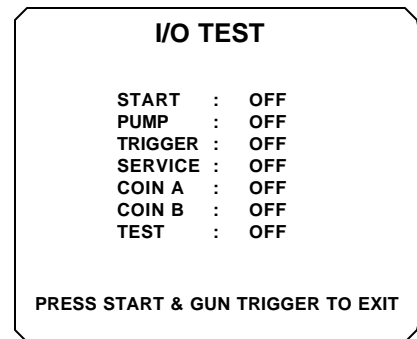 I/O TEST
START : OFF
PUMP : OFF
TRIGGER : OFF
SERVICE : OFF
COIN A : OFF
COIN B : OFF
TEST : OFF
PRESS START & GUN TRIGGER TO EXIT